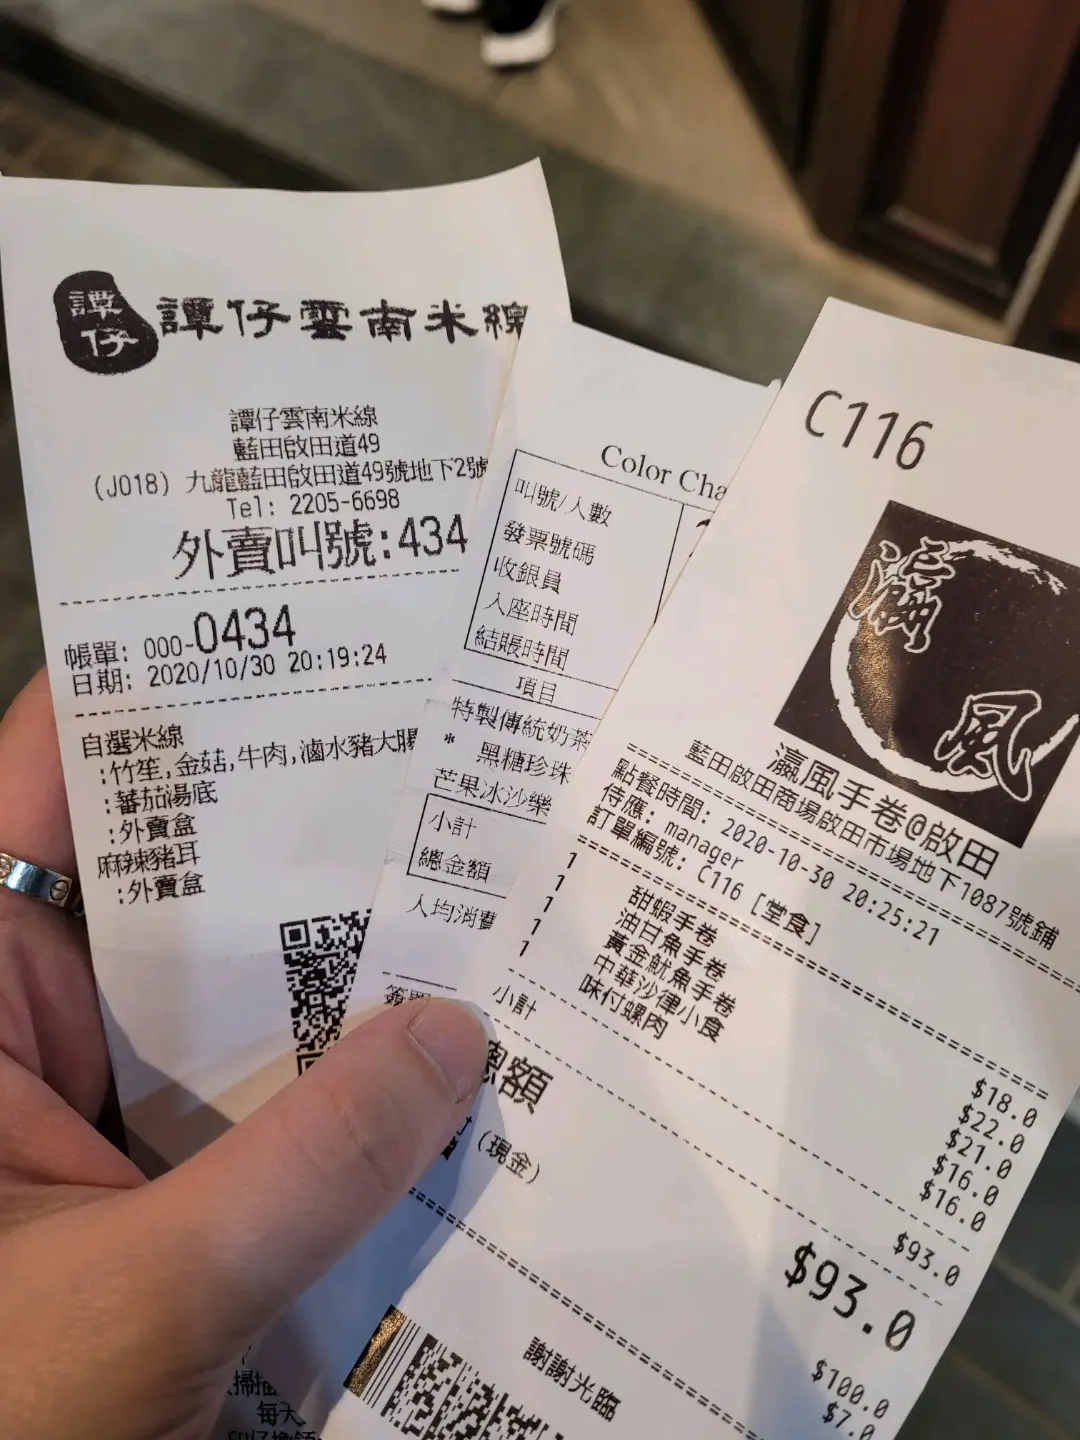 譚仔
譚仔雲南米線
譚仔雲南米線
藍田啟田道49
(J018) 九龍藍田啟田道49號地下2號
Tel: 2205-6698
外賣叫號:434
帳單: 000-0434
日期: 2020/10/30 20:19:24
自選米線
:竹笙,金菇,牛肉,滷水豬大腸
:蕃茄湯底
:外賣盒
麻辣豬耳
:外賣盒
每天
Color Cha
叫號/人數
發票號碼
收銀員
入座時間
結賬時間
項目
特製傳統奶茶
* 黑糖珍珠
芒果冰沙樂
小計
總金額
人均消費
C116
瀛風
瀛風手卷@啟田
藍田啟田商場啟田市場地下1087號鋪
點餐時間: 2020-10-30 20:25:21
侍應: manager
訂單編號: C116 [堂食]
1 甜蝦手卷 $18.0
1 油甘魚手卷 $22.0
1 黃金魷魚手卷 $21.0
1 中華沙律小食 $16.0
1 味付螺肉 $16.0
小計 $93.0
總額 $93.0
(現金) $100.0
$7.0
謝謝光臨